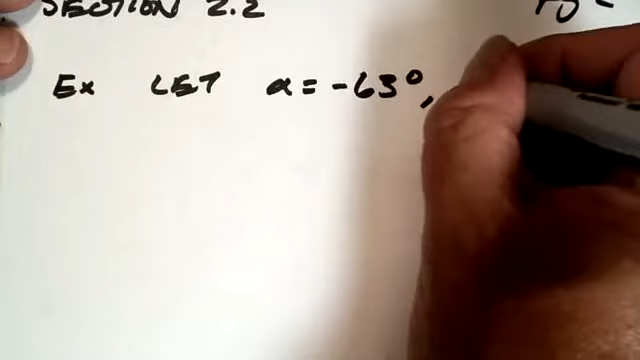 SECTION 2.2
Ex LET α = -63°,